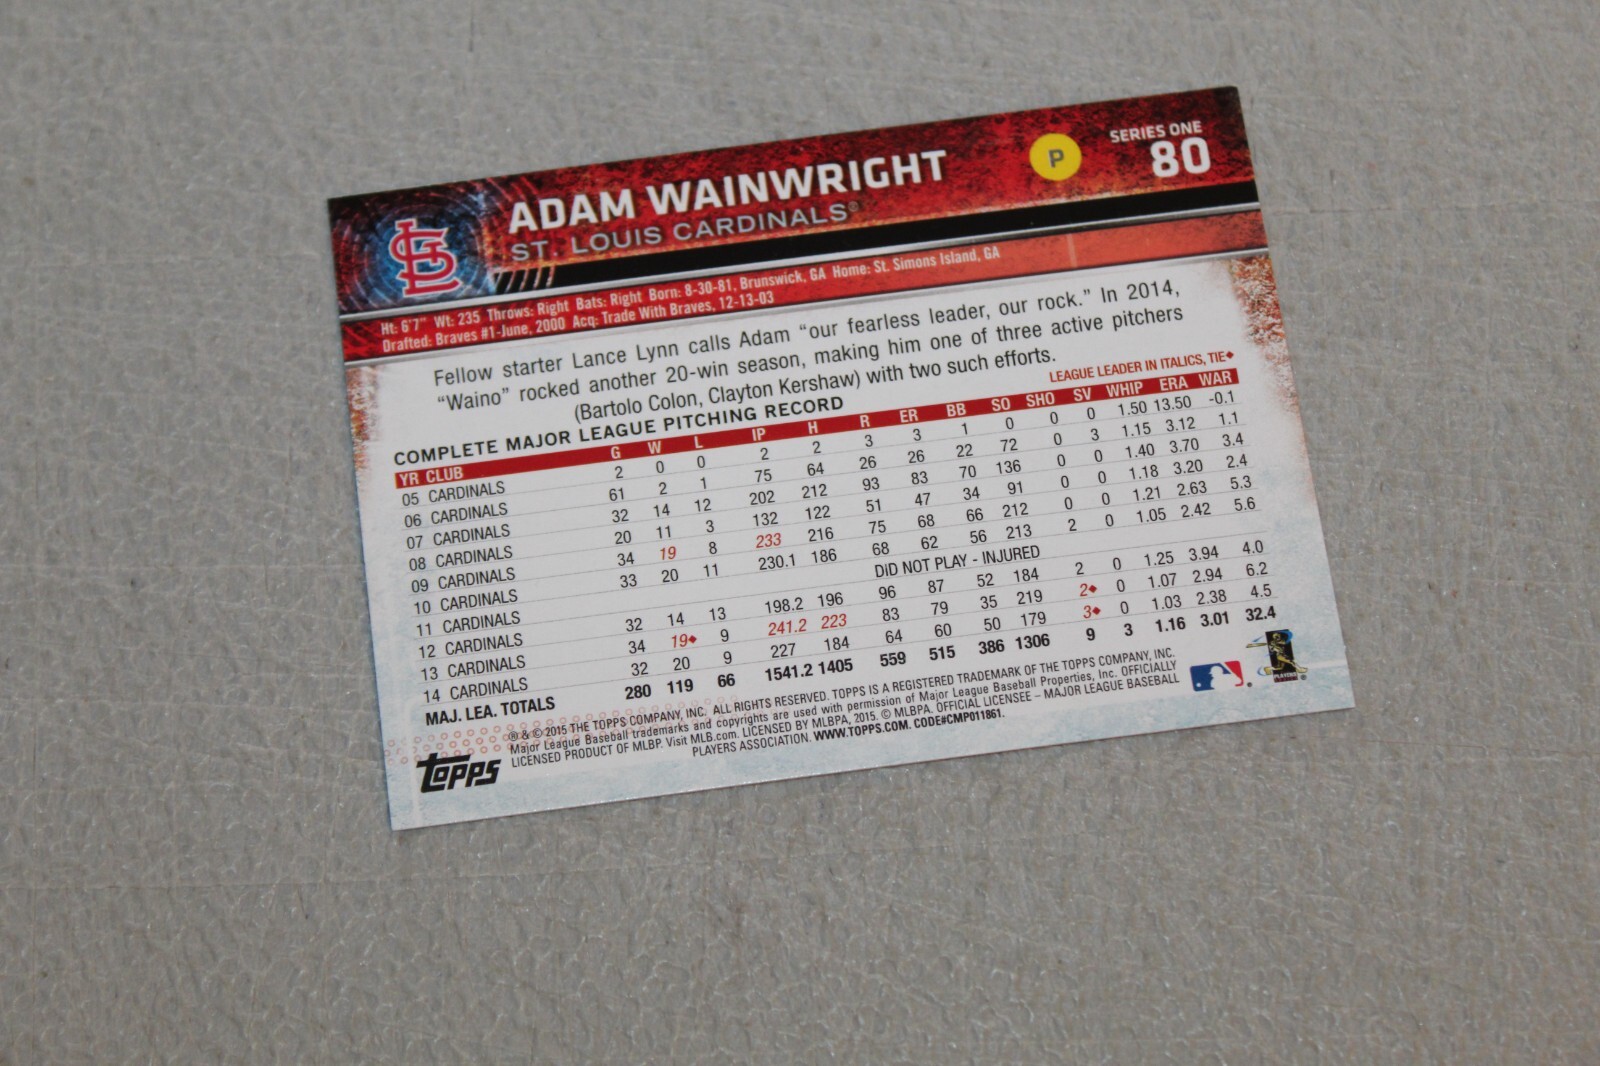 SERIES ONE
P
80
ADAM WAINWRIGHT
ST. LOUIS CARDINALS®
Ht: 6'7" Wt: 235 Throws: Right Bats: Right Born: 8-30-81, Brunswick, GA Home: St. Simons Island, GA
Drafted: Braves #1-June, 2000 Acq: Trade With Braves, 12-13-03
Fellow starter Lance Lynn calls Adam “our fearless leader, our rock.” In 2014,
“Waino” rocked another 20-win season, making him one of three active pitchers
(Bartolo Colon, Clayton Kershaw) with two such efforts.
COMPLETE MAJOR LEAGUE PITCHING RECORD
LEAGUE LEADER IN ITALICS, TIE♦
YR CLUB G W L IP H R ER BB SO SHO SV WHIP ERA WAR
05 CARDINALS 2 0 0 2 2 3 3 1 0 0 0 1.50 13.50 -0.1
06 CARDINALS 61 2 1 75 64 26 26 22 72 0 3 1.15 3.12 1.1
07 CARDINALS 32 14 12 202 212 93 83 70 136 0 0 1.40 3.70 3.4
08 CARDINALS 20 11 3 132 122 51 47 34 91 0 0 1.18 3.20 2.4
09 CARDINALS 34 19 8 233 216 75 68 66 212 0 0 1.21 2.63 5.3
10 CARDINALS 33 20 11 230.1 186 68 62 56 213 2 0 1.05 2.42 5.6
11 CARDINALS DID NOT PLAY - INJURED
12 CARDINALS 32 14 13 198.2 196 96 87 52 184 2 0 1.25 3.94 4.0
13 CARDINALS 34 19♦ 9 241.2 223 83 79 35 219 2♦ 0 1.07 2.94 6.2
14 CARDINALS 32 20 9 227 184 64 60 50 179 3♦ 0 1.03 2.38 4.5
MAJ. LEA. TOTALS 280 119 66 1541.2 1405 559 515 386 1306 9 3 1.16 3.01 32.4
® & © 2015 THE TOPPS COMPANY, INC. ALL RIGHTS RESERVED. TOPPS IS A REGISTERED TRADEMARK OF THE TOPPS COMPANY, INC.
Major League Baseball trademarks and copyrights are used with permission of Major League Baseball Properties, Inc. OFFICIALLY
LICENSED PRODUCT OF MLBP. Visit MLB.com. LICENSED BY MLBPA, 2015. © MLBPA. OFFICIAL LICENSEE – MAJOR LEAGUE BASEBALL
PLAYERS ASSOCIATION. WWW.TOPPS.COM. CODE#CMP011861.
TOPPS